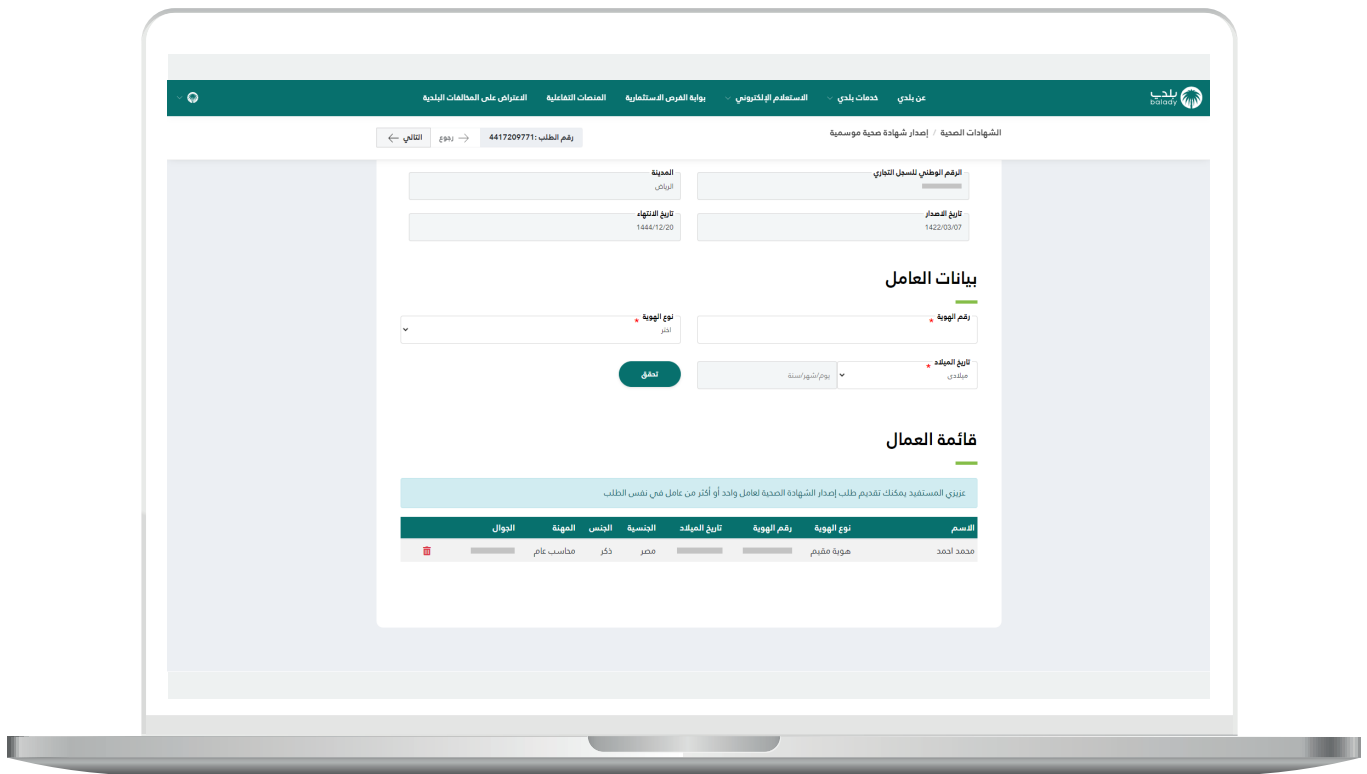 بلدي
balady
عن بلدي خدمات بلدي الاستعلام الإلكتروني بوابة الفرص الاستثمارية المنصات التفاعلية الاعتراض على المخالفات البلدية
الشهادات الصحية / إصدار شهادة صحية موسمية
رقم الطلب :4417209771 رجوع التالي
الرقم الوطني للسجل التجاري المدينة
الرياض
تاريخ الاصدار تاريخ الانتهاء
1422/03/07 1444/12/20
بيانات العامل
رقم الهوية * نوع الهوية *
اختر
تاريخ الميلاد *
ميلادى يوم/شهر/سنة تحقق
قائمة العمال
عزيزي المستفيد يمكنك تقديم طلب إصدار الشهادة الصحية لعامل واحد أو أكثر من عامل في نفس الطلب
الاسم نوع الهوية رقم الهوية تاريخ الميلاد الجنسية الجنس المهنة الجوال
محمد احمد هوية مقيم مصر ذكر محاسب عام